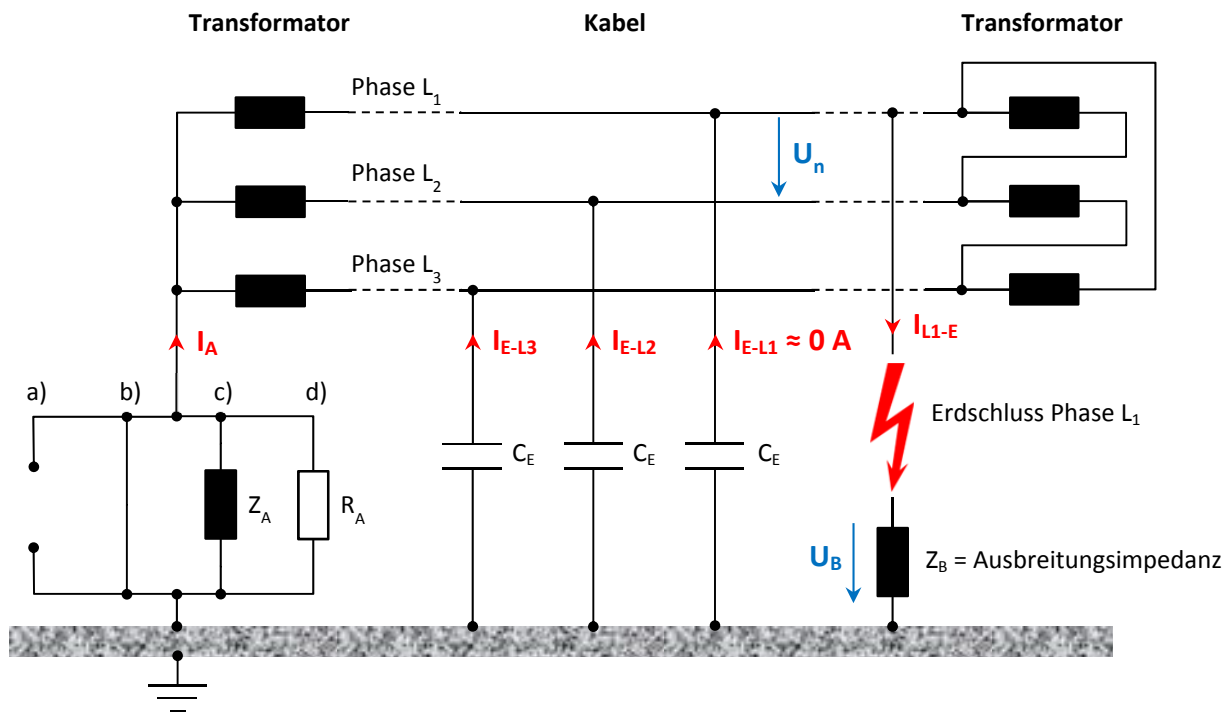 Transformator Kabel Transformator
Phase L1
Un
Phase L2
Phase L3
IA IE-L3 IE-L2 IE-L1 ≈ 0 A IL1-E
a) b) c) d)
Erdschluss Phase L1
CE CE CE
ZA RA
UB ZB = Ausbreitungsimpedanz